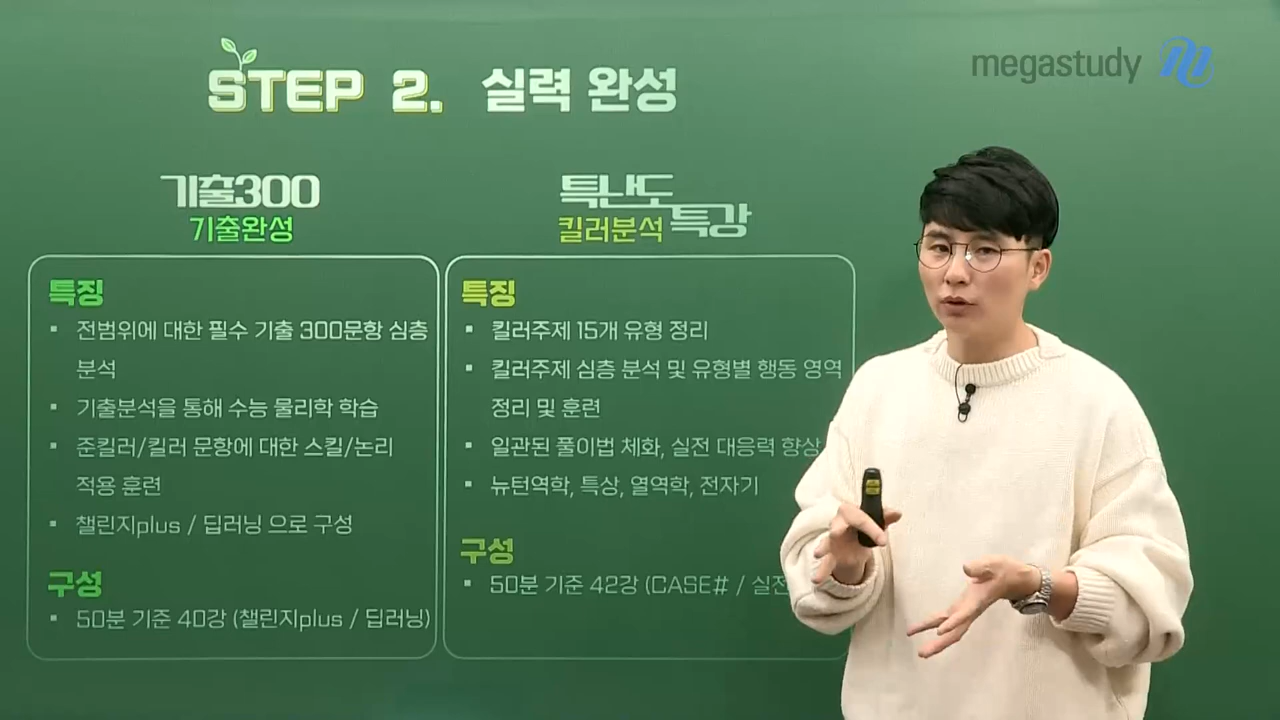 megastudy
STEP 2. 실력 완성
기출300
기출완성
특징
▪ 전범위에 대한 필수 기출 300문항 심층
분석
▪ 기출분석을 통해 수능 물리학 학습
▪ 준킬러/킬러 문항에 대한 스킬/논리
적용 훈련
▪ 챌린지plus / 딥러닝 으로 구성
구성
▪ 50분 기준 40강 (챌린지plus / 딥러닝)
특난도
특강
킬러분석
특징
▪ 킬러주제 15개 유형 정리
▪ 킬러주제 심층 분석 및 유형별 행동 영역
정리 및 훈련
▪ 일관된 풀이법 체화, 실전 대응력 향상
▪ 뉴턴역학, 특상, 열역학, 전자기
구성
▪ 50분 기준 42강 (CASE# / 실전